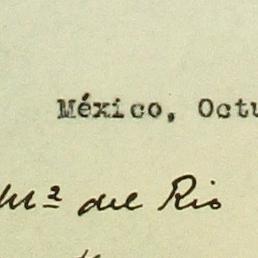 México, Octu
Mª del Rio